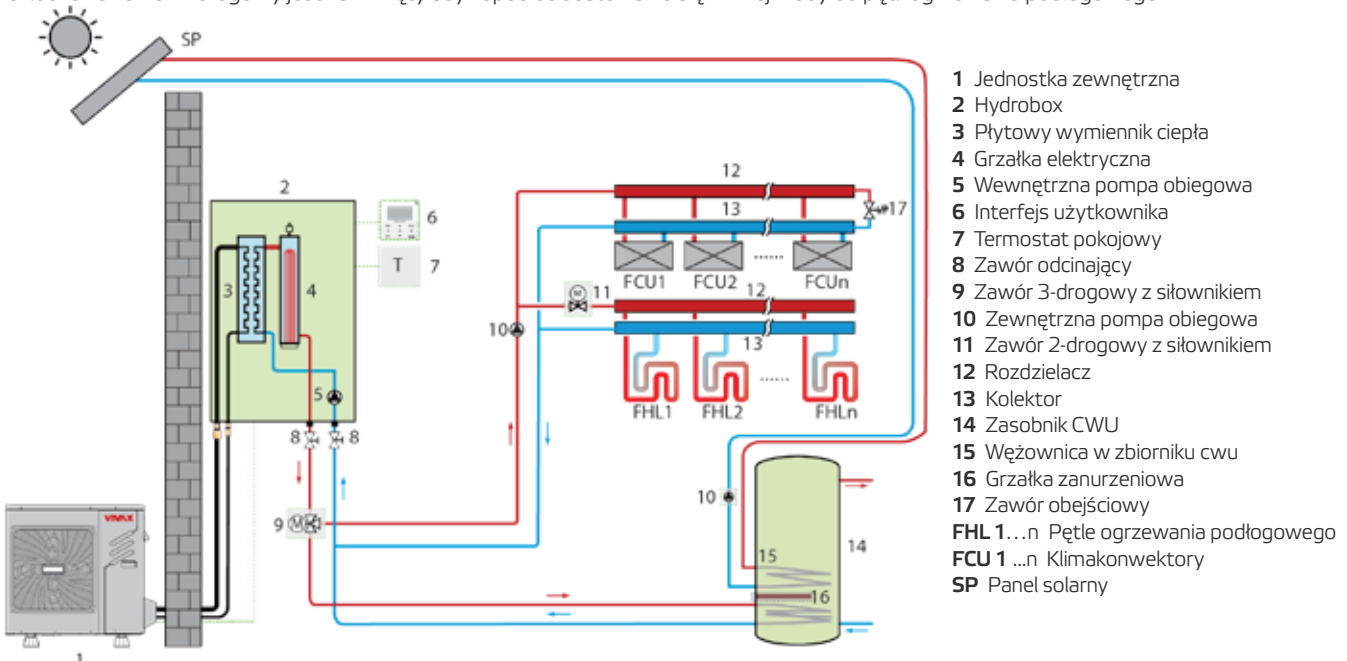 SP
2
6
T
7
3
4
5
8
8
9
M
10
M
11
12
13
17
FCU1
FCU2
......
FCUn
12
13
FHL1
FHL2
......
FHLn
10
15
16
14
VIVAX
1
1 Jednostka zewnętrzna
2 Hydrobox
3 Płytowy wymiennik ciepła
4 Grzałka elektryczna
5 Wewnętrzna pompa obiegowa
6 Interfejs użytkownika
7 Termostat pokojowy
8 Zawór odcinający
9 Zawór 3-drogowy z siłownikiem
10 Zewnętrzna pompa obiegowa
11 Zawór 2-drogowy z siłownikiem
12 Rozdzielacz
13 Kolektor
14 Zasobnik CWU
15 Wężownica w zbiorniku cwu
16 Grzałka zanurzeniowa
17 Zawór obejściowy
FHL 1...n Pętle ogrzewania podłogowego
FCU 1 ...n Klimakonwektory
SP Panel solarny